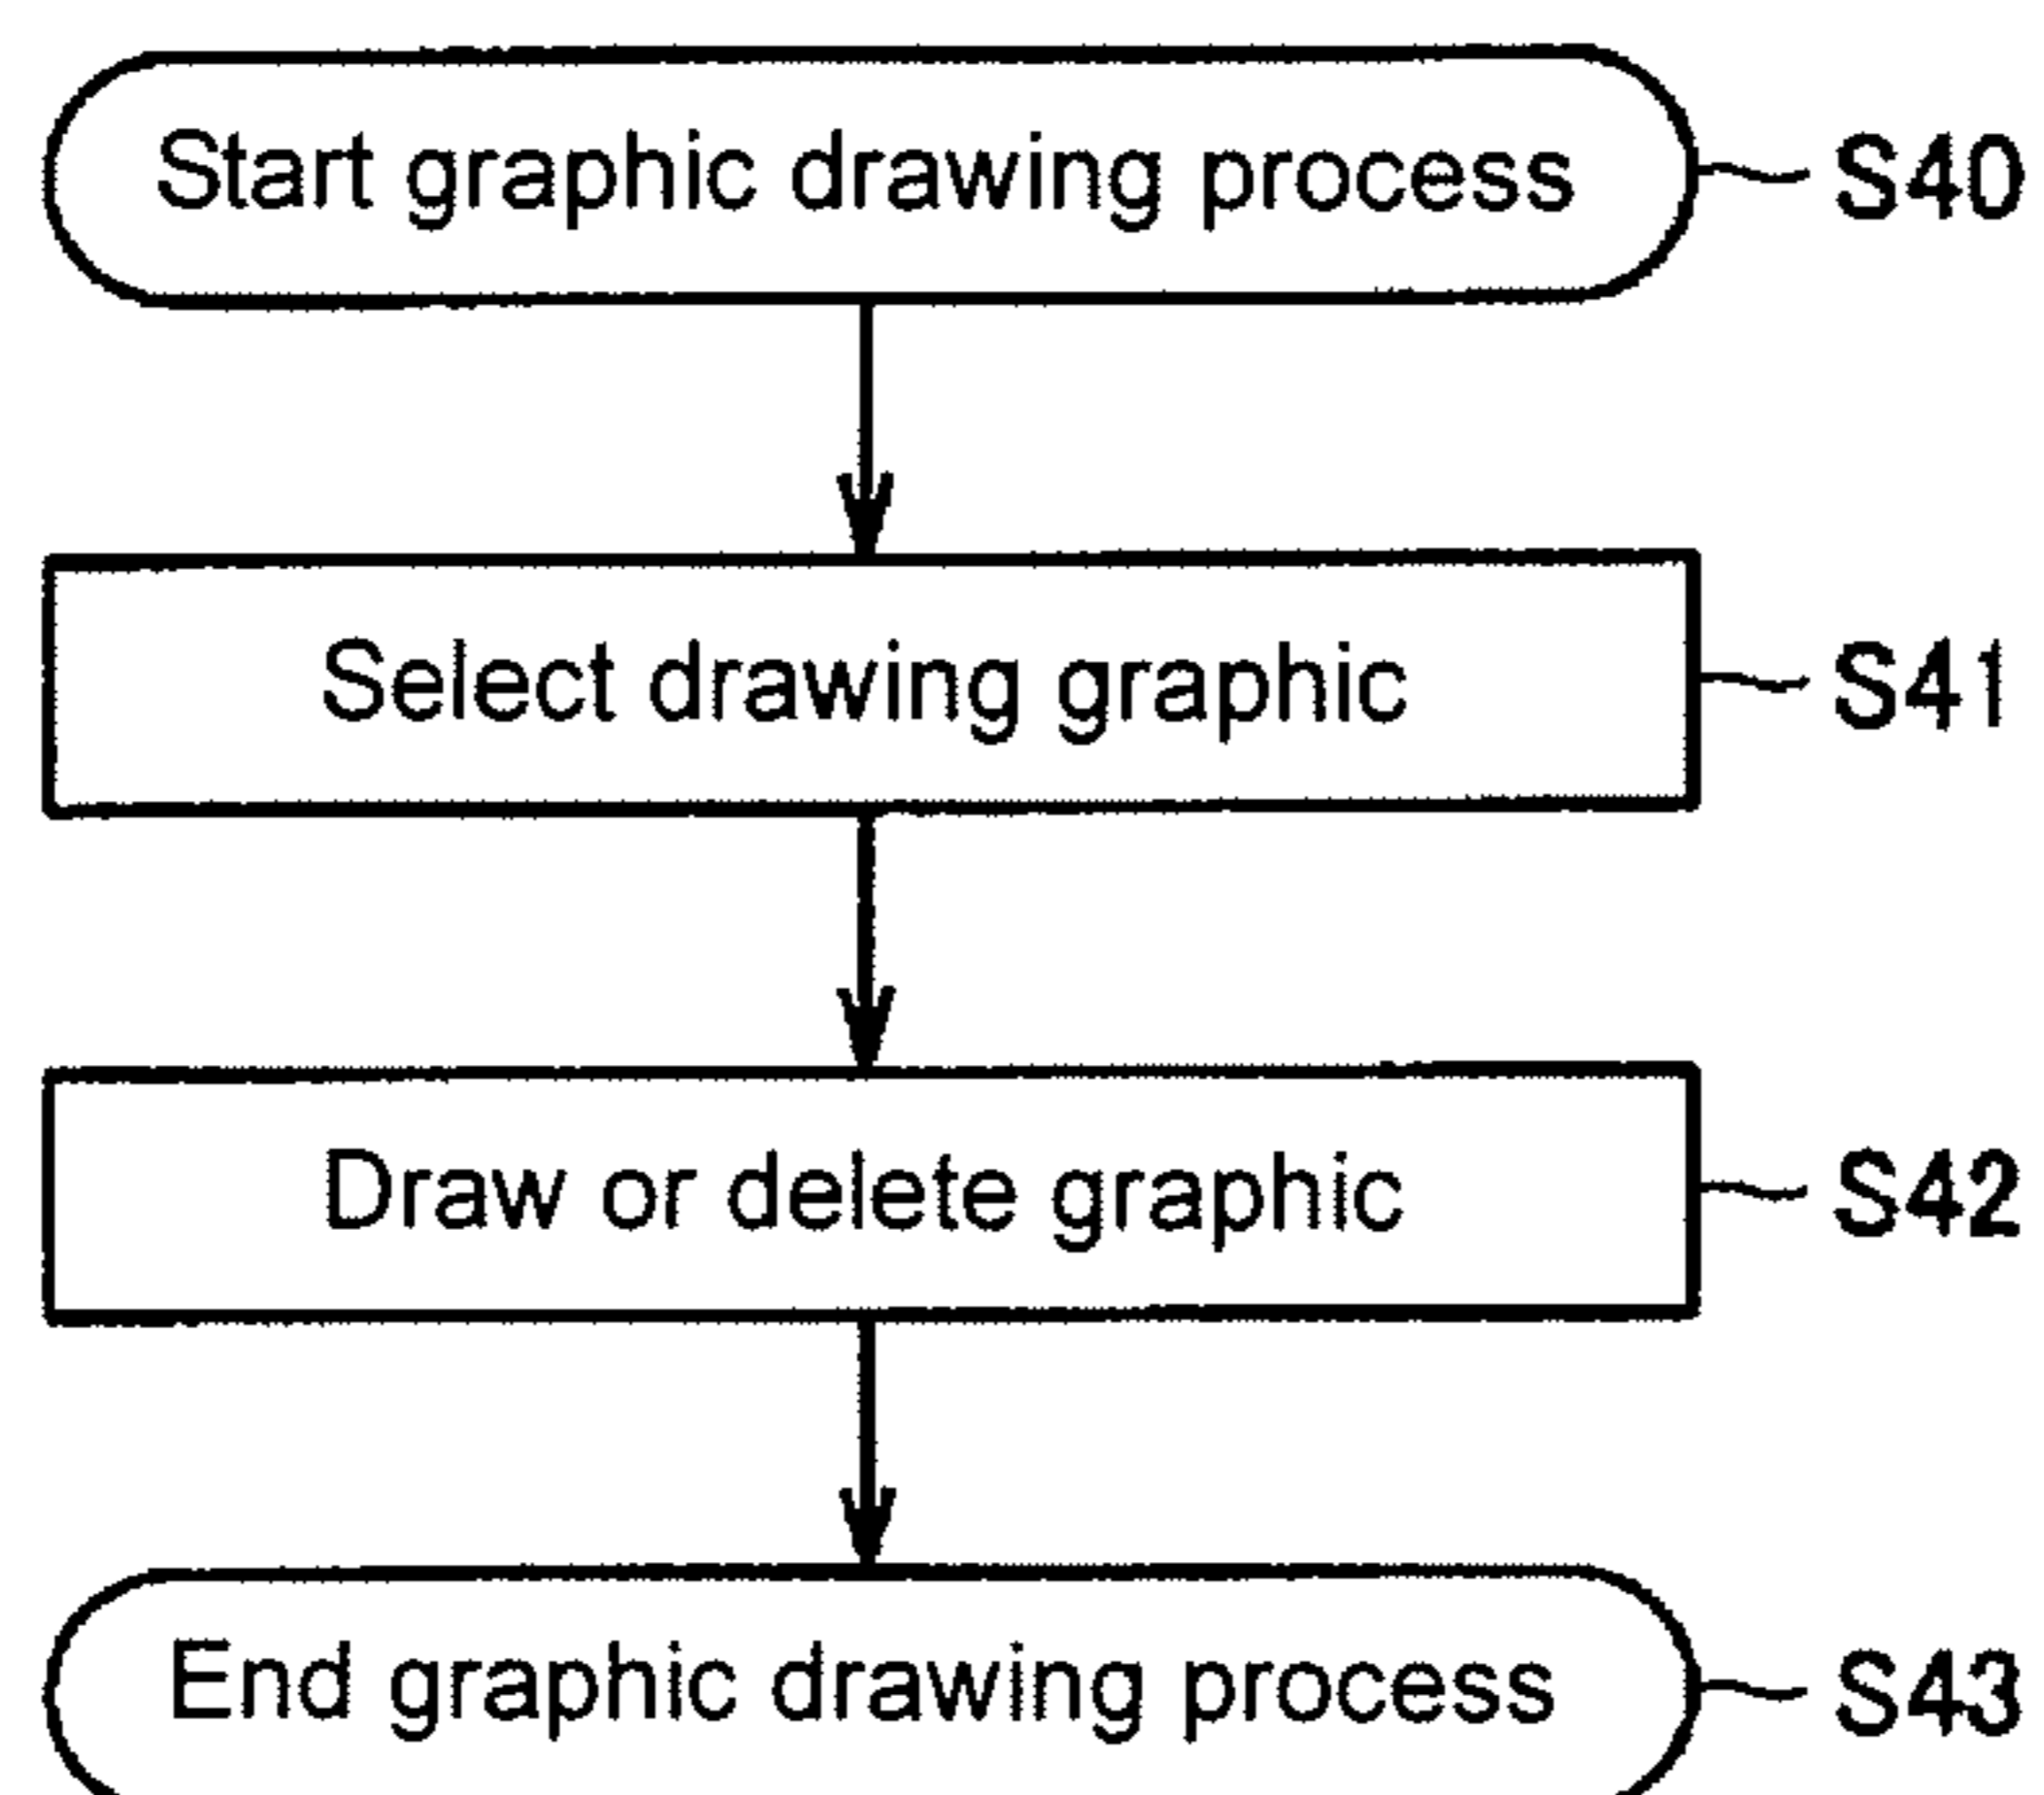 Start graphic drawing process S40
Select drawing graphic S41
Draw or delete graphic S42
End graphic drawing process S43